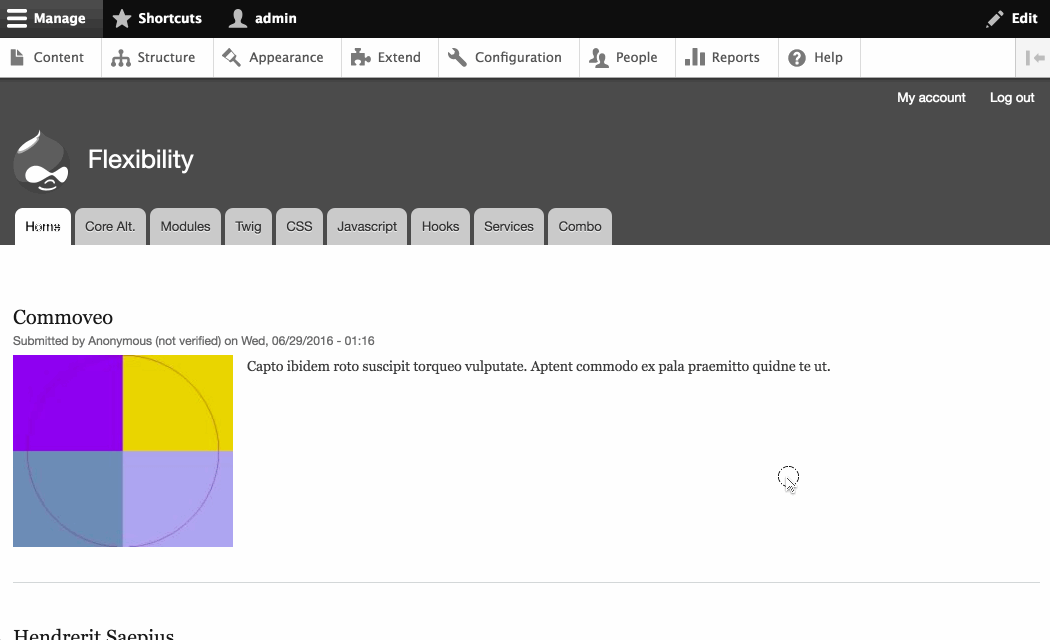 Manage Shortcuts admin Edit
Content Structure Appearance Extend Configuration People Reports Help
My account Log out
Flexibility
Home Core Alt. Modules Twig CSS Javascript Hooks Services Combo
Commoveo
Submitted by Anonymous (not verified) on Wed, 06/29/2016 - 01:16
Capto ibidem roto suscipit torqueo vulputate. Aptent commodo ex pala praemitto quidne te ut.
Hendrerit Saepius